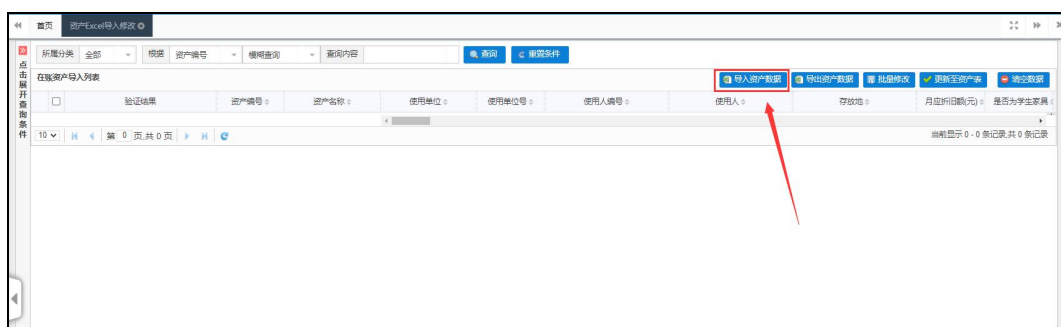 首页 资产Excel导入修改
点击展开查询条件
所属分类 全部 根据 资产编号 模糊查询 查询内容 查询 重置条件
在账资产导入列表 导入资产数据 导出资产数据 批量修改 更新至资产表 清空数据
验证结果 资产编号 资产名称 使用单位 使用单位号 使用人编号 使用人 存放地 月应折旧额(元) 是否为学生家具
10 第 0 页,共 0 页 当前显示 0 - 0 条记录,共 0 条记录